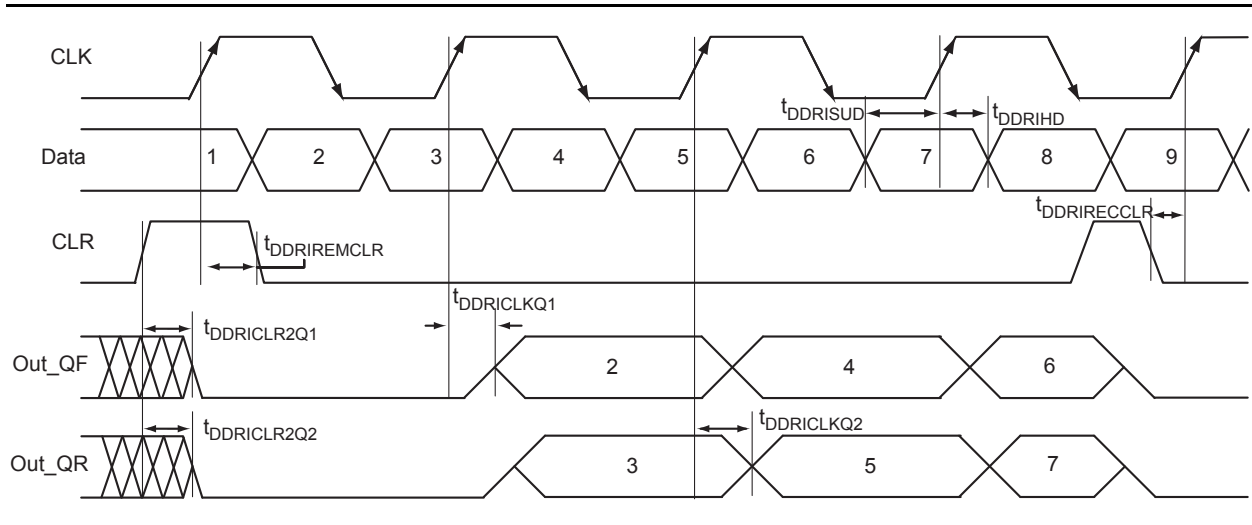 CLK
tDDRISUD
tDDRIHD
Data
1 2 3 4 5 6 7 8 9
tDDRIRECCLR
CLR
tDDRIREMCLR
tDDRICLKQ1
tDDRICLR2Q1
Out_QF
2 4 6
tDDRICLR2Q2
tDDRICLKQ2
Out_QR
3 5 7